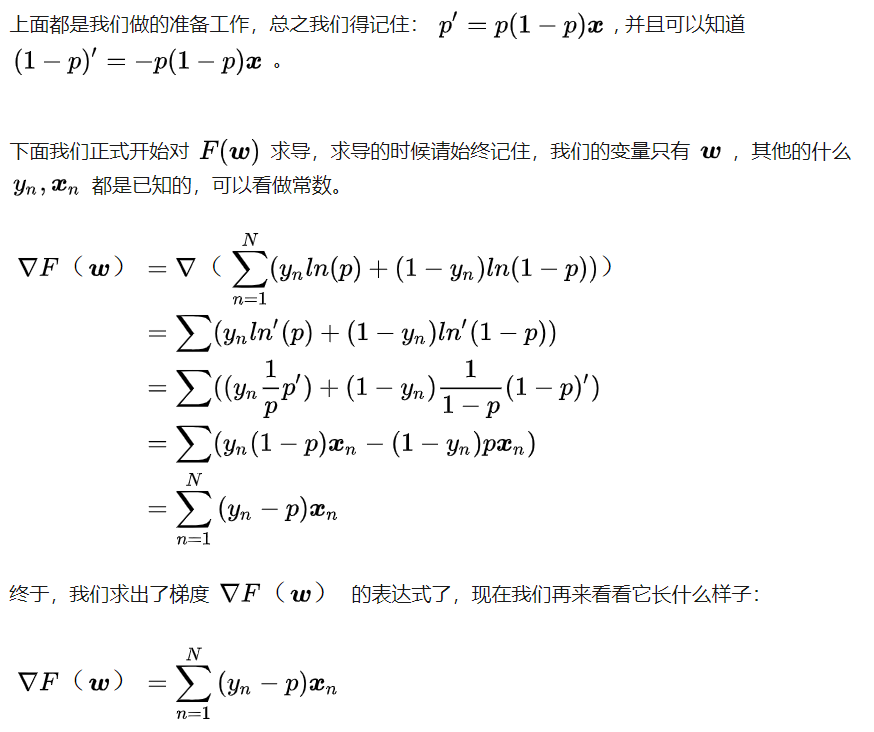 上面都是我们做的准备工作，总之我们得记住： $p' = p(1-p)\boldsymbol{x}$ , 并且可以知道
$(1-p)' = -p(1-p)\boldsymbol{x}$ 。
下面我们正式开始对 $F(\boldsymbol{w})$ 求导，求导的时候请始终记住，我们的变量只有 $\boldsymbol{w}$ ，其他的什么
$y_n, \boldsymbol{x}_n$ 都是已知的，可以看做常数。
$\nabla F（\boldsymbol{w}） = \nabla（\sum_{n=1}^{N}(y_n ln(p) + (1-y_n)ln(1-p))）$
$= \sum(y_n ln'(p) + (1-y_n)ln'(1-p))$
$= \sum((y_n \frac{1}{p} p') + (1-y_n)\frac{1}{1-p}(1-p)')$
$= \sum(y_n(1-p)\boldsymbol{x}_n - (1-y_n)p\boldsymbol{x}_n)$
$= \sum_{n=1}^{N}(y_n - p)\boldsymbol{x}_n$
终于，我们求出了梯度 $\nabla F（\boldsymbol{w}）$ 的表达式了，现在我们再来看看它长什么样子：
$\nabla F（\boldsymbol{w}） = \sum_{n=1}^{N}(y_n - p)\boldsymbol{x}_n$